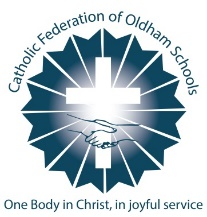 Catholic Federation of Oldham Schools
One Body in Christ, in joyful service